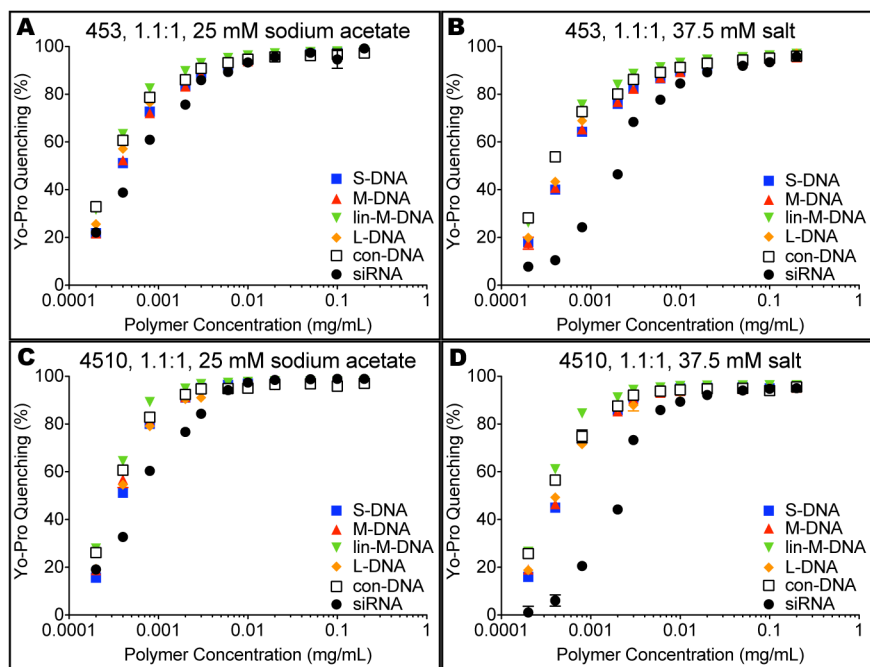 A
453, 1.1:1, 25 mM sodium acetate
Yo-Pro Quenching (%)
100
80
60
40
20
0
S-DNA
M-DNA
lin-M-DNA
L-DNA
con-DNA
siRNA
0.0001 0.001 0.01 0.1 1
Polymer Concentration (mg/mL)
B
453, 1.1:1, 37.5 mM salt
Yo-Pro Quenching (%)
100
80
60
40
20
0
S-DNA
M-DNA
lin-M-DNA
L-DNA
con-DNA
siRNA
0.0001 0.001 0.01 0.1 1
Polymer Concentration (mg/mL)
C
4510, 1.1:1, 25 mM sodium acetate
Yo-Pro Quenching (%)
100
80
60
40
20
0
S-DNA
M-DNA
lin-M-DNA
L-DNA
con-DNA
siRNA
0.0001 0.001 0.01 0.1 1
Polymer Concentration (mg/mL)
D
4510, 1.1:1, 37.5 mM salt
Yo-Pro Quenching (%)
100
80
60
40
20
0
S-DNA
M-DNA
lin-M-DNA
L-DNA
con-DNA
siRNA
0.0001 0.001 0.01 0.1 1
Polymer Concentration (mg/mL)